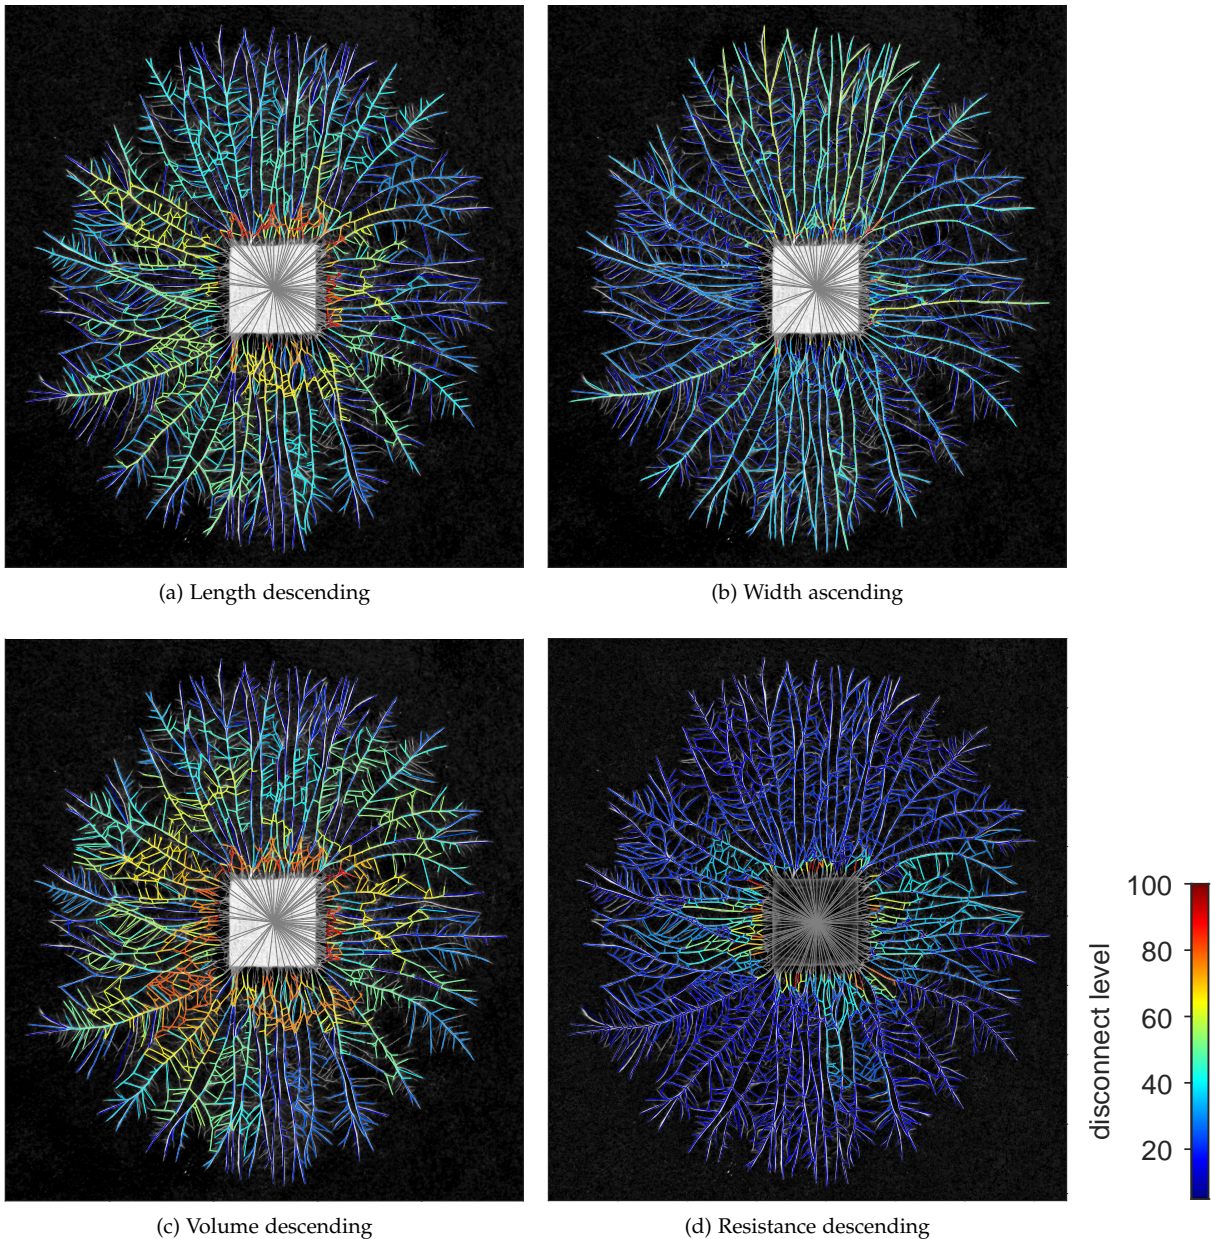 (a) Length descending
(b) Width ascending
100
80
60
40
20
disconnect level
(c) Volume descending
(d) Resistance descending